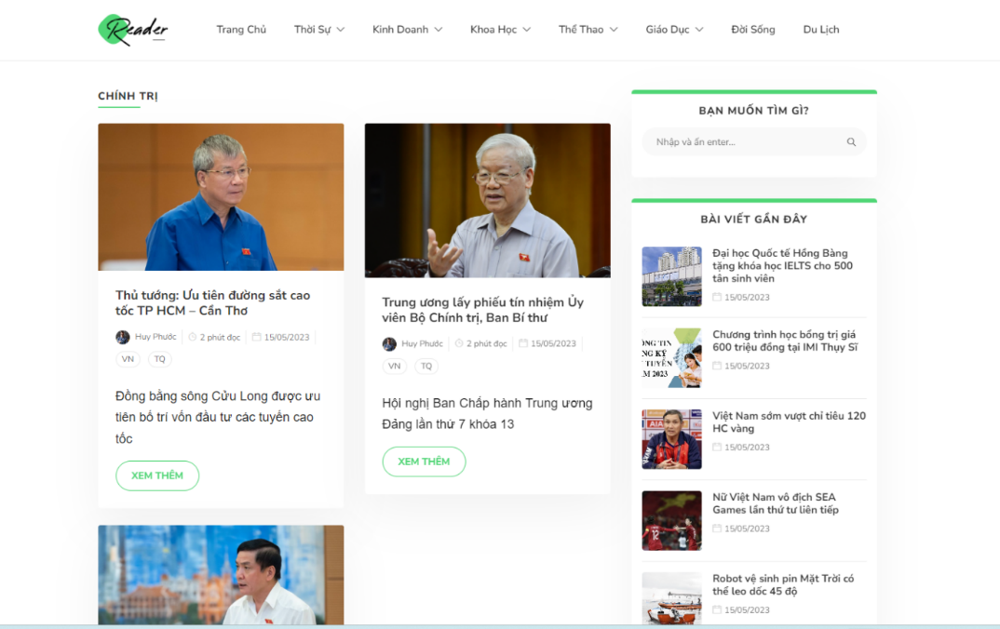 Reader
Trang Chủ
Thời Sự
Kinh Doanh
Khoa Học
Thể Thao
Giáo Dục
Đời Sống
Du Lịch
CHÍNH TRỊ
Thủ tướng: Ưu tiên đường sắt cao
tốc TP HCM – Cần Thơ
Huy Phước
2 phút đọc
15/05/2023
VN
TQ
Đồng bằng sông Cửu Long được ưu
tiên bố trí vốn đầu tư các tuyến cao
tốc
XEM THÊM
Trung ương lấy phiếu tín nhiệm Ủy
viên Bộ Chính trị, Ban Bí thư
Huy Phước
2 phút đọc
15/05/2023
VN
TQ
Hội nghị Ban Chấp hành Trung ương
Đảng lần thứ 7 khóa 13
XEM THÊM
BẠN MUỐN TÌM GÌ?
Nhập và ấn enter...
BÀI VIẾT GẦN ĐÂY
Đại học Quốc tế Hồng Bàng
tặng khóa học IELTS cho 500
tân sinh viên
15/05/2023
Chương trình học bổng trị giá
600 triệu đồng tại IMI Thụy Sĩ
15/05/2023
Việt Nam sớm vượt chỉ tiêu 120
HC vàng
15/05/2023
Nữ Việt Nam vô địch SEA
Games lần thứ tư liên tiếp
15/05/2023
Robot vệ sinh pin Mặt Trời có
thể leo dốc 45 độ
15/05/2023